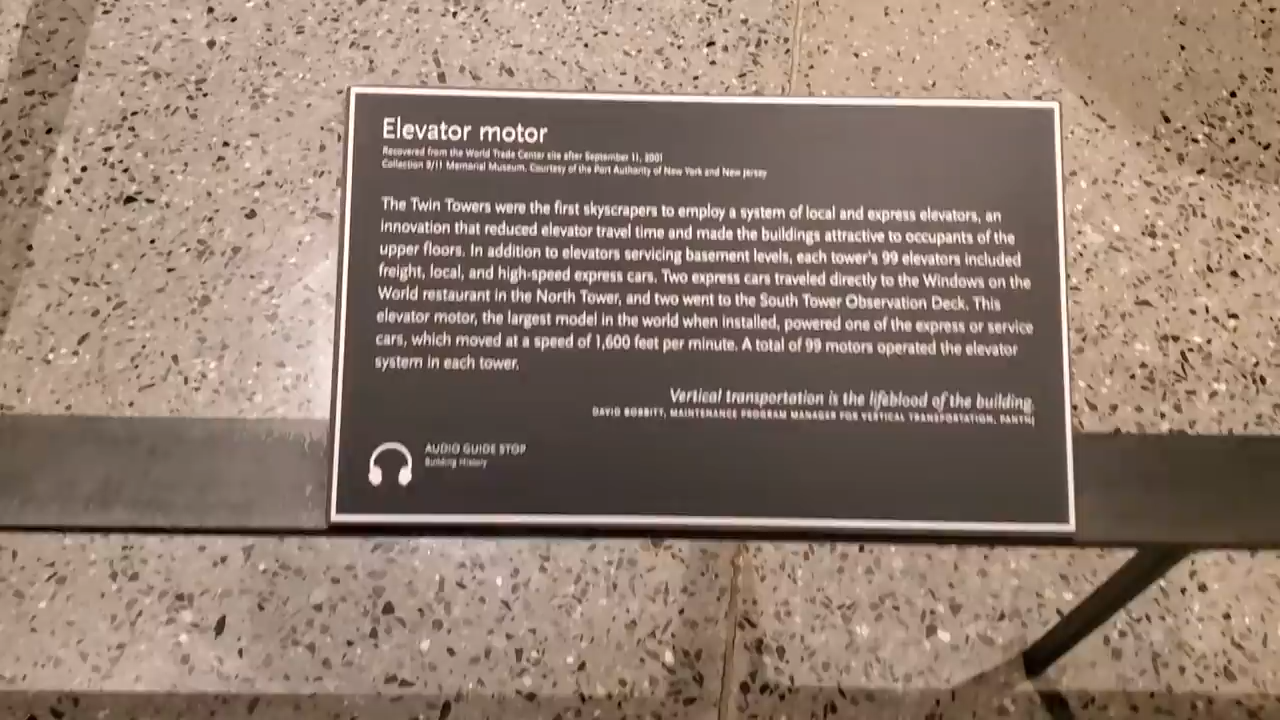 Elevator motor
Recovered from the World Trade Center site after September 11, 2001
Collection 9/11 Memorial Museum, Courtesy of the Port Authority of New York and New Jersey
The Twin Towers were the first skyscrapers to employ a system of local and express elevators, an
innovation that reduced elevator travel time and made the buildings attractive to occupants of the
upper floors. In addition to elevators servicing basement levels, each tower's 99 elevators included
freight, local, and high-speed express cars. Two express cars traveled directly to the Windows on the
World restaurant in the North Tower, and two went to the South Tower Observation Deck. This
elevator motor, the largest model in the world when installed, powered one of the express or service
cars, which moved at a speed of 1,600 feet per minute. A total of 99 motors operated the elevator
system in each tower.
Vertical transportation is the lifeblood of the building.
DAVID BOBBITT, MAINTENANCE PROGRAM MANAGER FOR VERTICAL TRANSPORTATION, PANYNJ
AUDIO GUIDE STOP
Building History